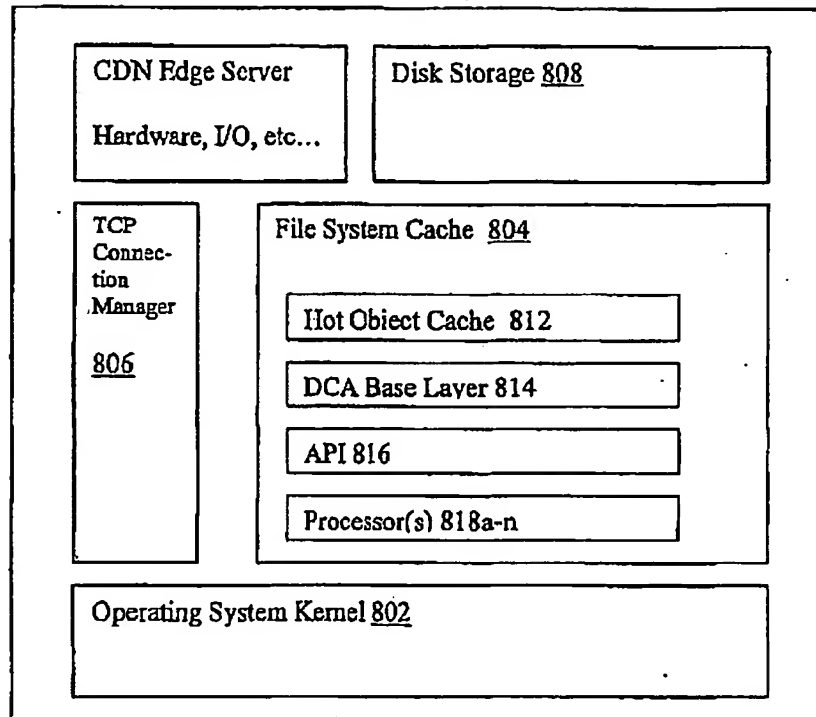 CDN Edge Server
Hardware, I/O, etc...
Disk Storage 808
TCP
Connec-
tion
Manager
806
File System Cache 804
Hot Object Cache 812
DCA Base Layer 814
API 816
Processor(s) 818a-n
Operating System Kernel 802